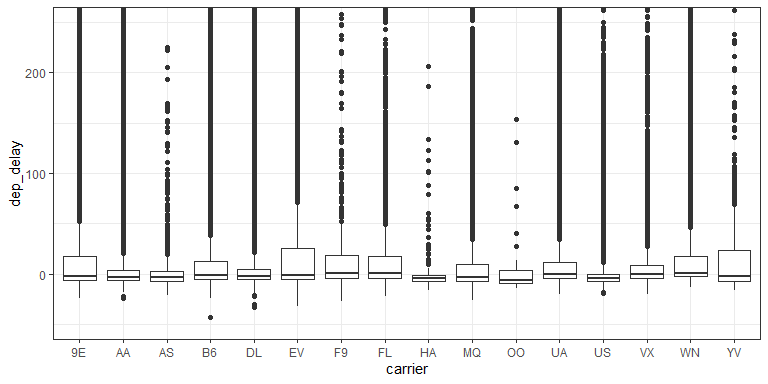 dep_delay
200
100
0
9E AA AS B6 DL EV F9 FL HA MQ OO UA US VX WN YV
carrier